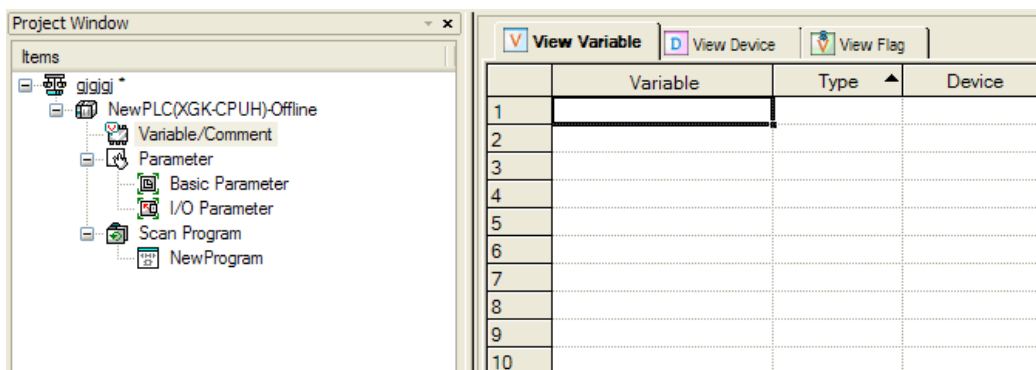 Project Window
Items
gjgjgj *
NewPLC(XGK-CPUH)-Offline
Variable/Comment
Parameter
Basic Parameter
I/O Parameter
Scan Program
NewProgram
V View Variable D View Device V View Flag
Variable Type Device
1
2
3
4
5
6
7
8
9
10